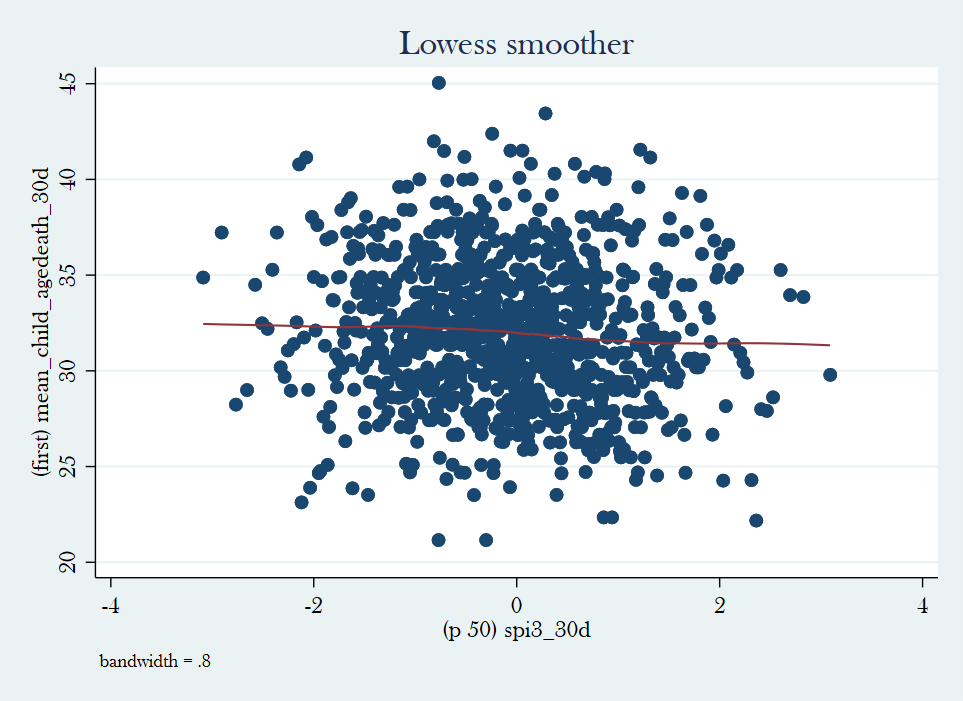 Lowess smoother
(first) mean_child_agedeath_30d
45
40
35
30
25
20
-4
-2
0
2
4
(p 50) spi3_30d
bandwidth = .8